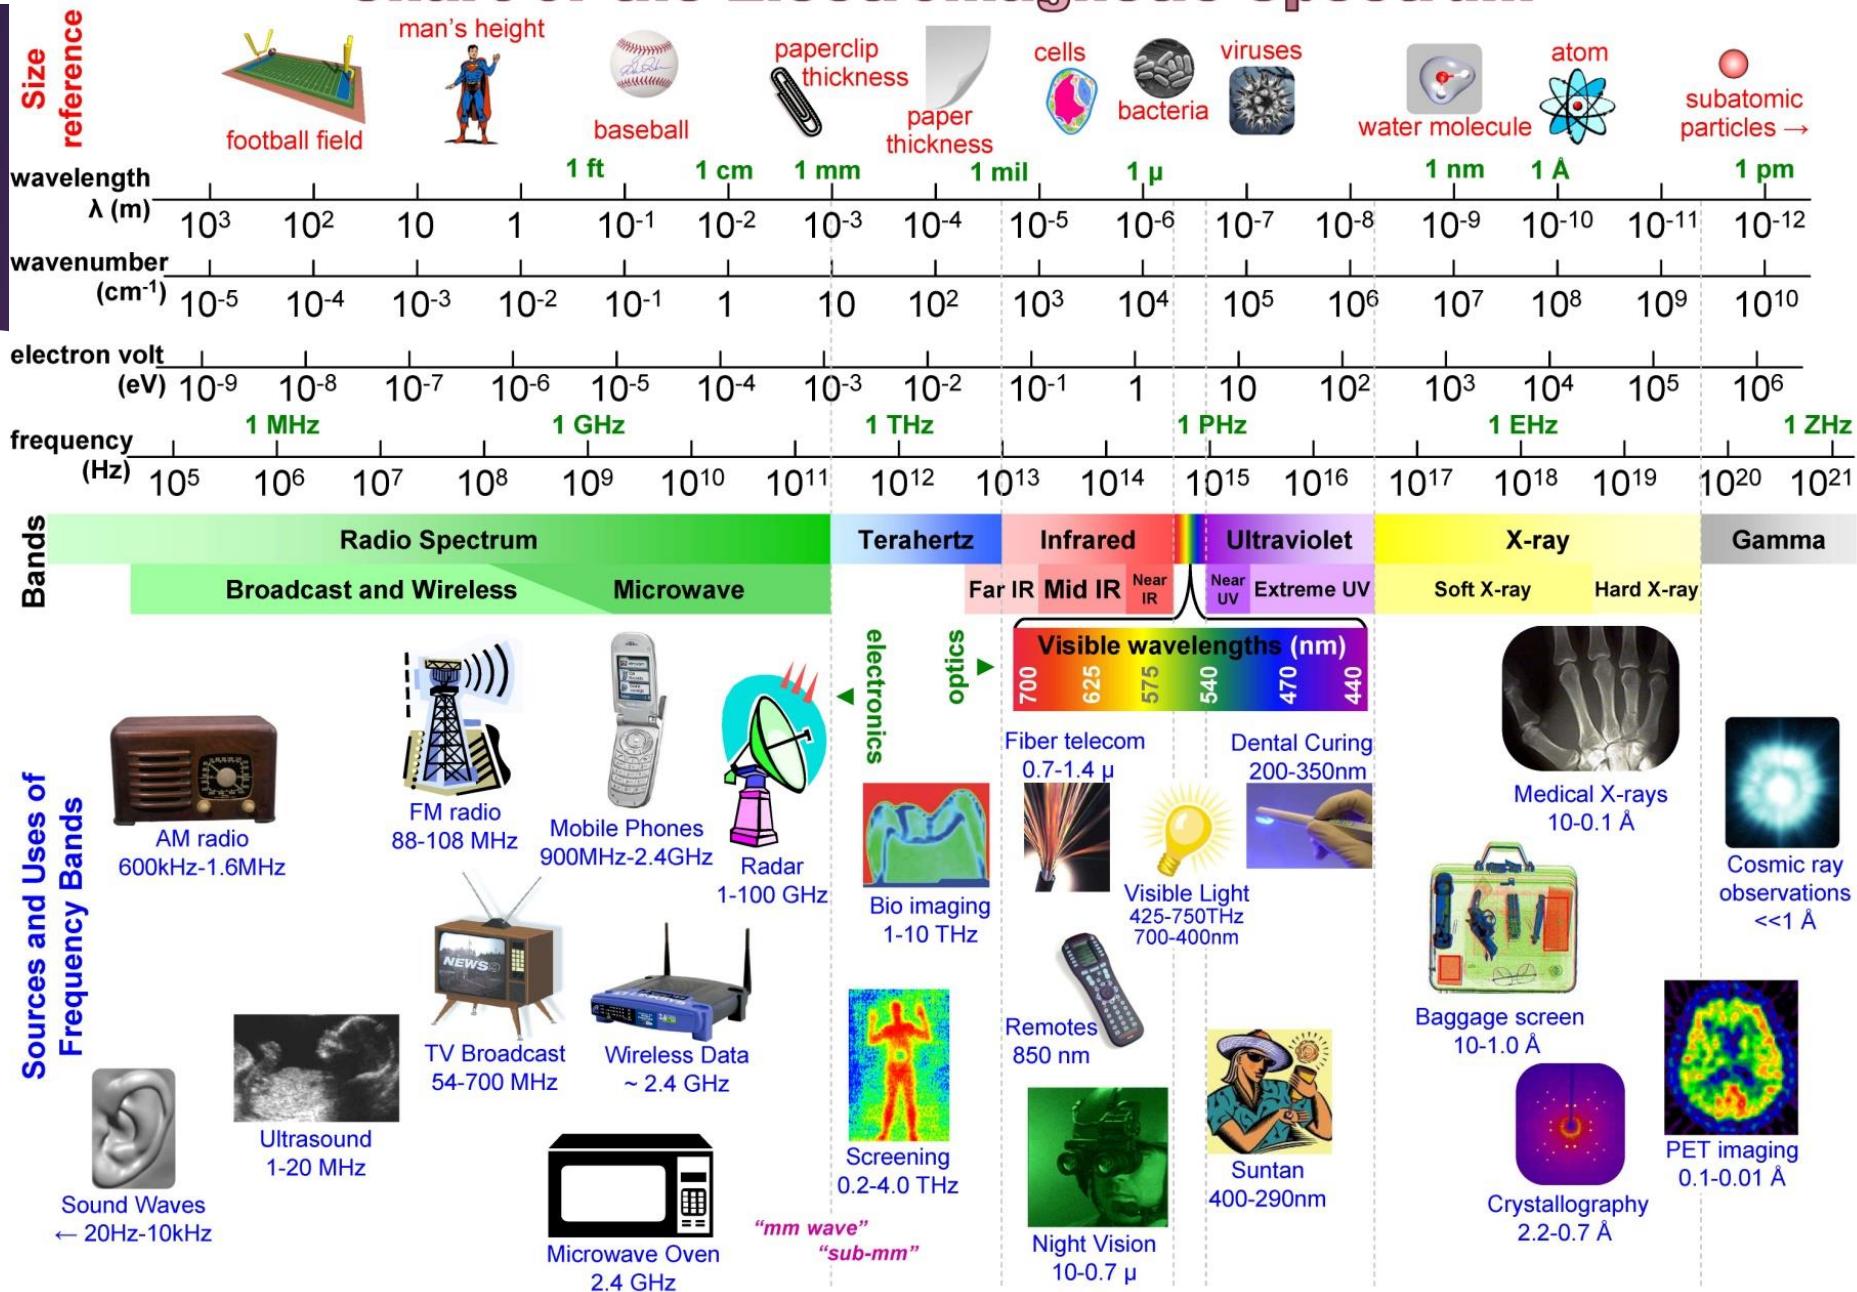 Chart of the Electromagnetic Spectrum
Size reference
football field
man's height
baseball
paperclip thickness
paper thickness
cells
bacteria
viruses
water molecule
atom
subatomic particles →
1 ft 1 cm 1 mm 1 mil 1 µ 1 nm 1 Å 1 pm
wavelength λ (m)
10³ 10² 10 1 10⁻¹ 10⁻² 10⁻³ 10⁻⁴ 10⁻⁵ 10⁻⁶ 10⁻⁷ 10⁻⁸ 10⁻⁹ 10⁻¹⁰ 10⁻¹¹ 10⁻¹²
wavenumber (cm⁻¹)
10⁻⁵ 10⁻⁴ 10⁻³ 10⁻² 10⁻¹ 1 10 10² 10³ 10⁴ 10⁵ 10⁶ 10⁷ 10⁸ 10⁹ 10¹⁰
electron volt (eV)
10⁻⁹ 10⁻⁸ 10⁻⁷ 10⁻⁶ 10⁻⁵ 10⁻⁴ 10⁻³ 10⁻² 10⁻¹ 1 10 10² 10³ 10⁴ 10⁵ 10⁶
1 MHz 1 GHz 1 THz 1 PHz 1 EHz 1 ZHz
frequency (Hz)
10⁵ 10⁶ 10⁷ 10⁸ 10⁹ 10¹⁰ 10¹¹ 10¹² 10¹³ 10¹⁴ 10¹⁵ 10¹⁶ 10¹⁷ 10¹⁸ 10¹⁹ 10²⁰ 10²¹
Bands
Radio Spectrum Terahertz Infrared Ultraviolet X-ray Gamma
Broadcast and Wireless Microwave Far IR Mid IR Near IR Near UV Extreme UV Soft X-ray Hard X-ray
electronics
optics
Visible wavelengths (nm)
700 625 575 540 470 440
Sources and Uses of Frequency Bands
AM radio
600kHz-1.6MHz
FM radio
88-108 MHz
Mobile Phones
900MHz-2.4GHz
Radar
1-100 GHz
Bio imaging
1-10 THz
Fiber telecom
0.7-1.4 µ
Visible Light
425-750THz
700-400nm
Dental Curing
200-350nm
Medical X-rays
10-0.1 Å
Cosmic ray
observations
<<1 Å
Sound Waves
← 20Hz-10kHz
Ultrasound
1-20 MHz
NEWS
TV Broadcast
54-700 MHz
Wireless Data
~ 2.4 GHz
Microwave Oven
2.4 GHz
Screening
0.2-4.0 THz
"mm wave"
"sub-mm"
Remotes
850 nm
Night Vision
10-0.7 µ
Suntan
400-290nm
Baggage screen
10-1.0 Å
Crystallography
2.2-0.7 Å
PET imaging
0.1-0.01 Å